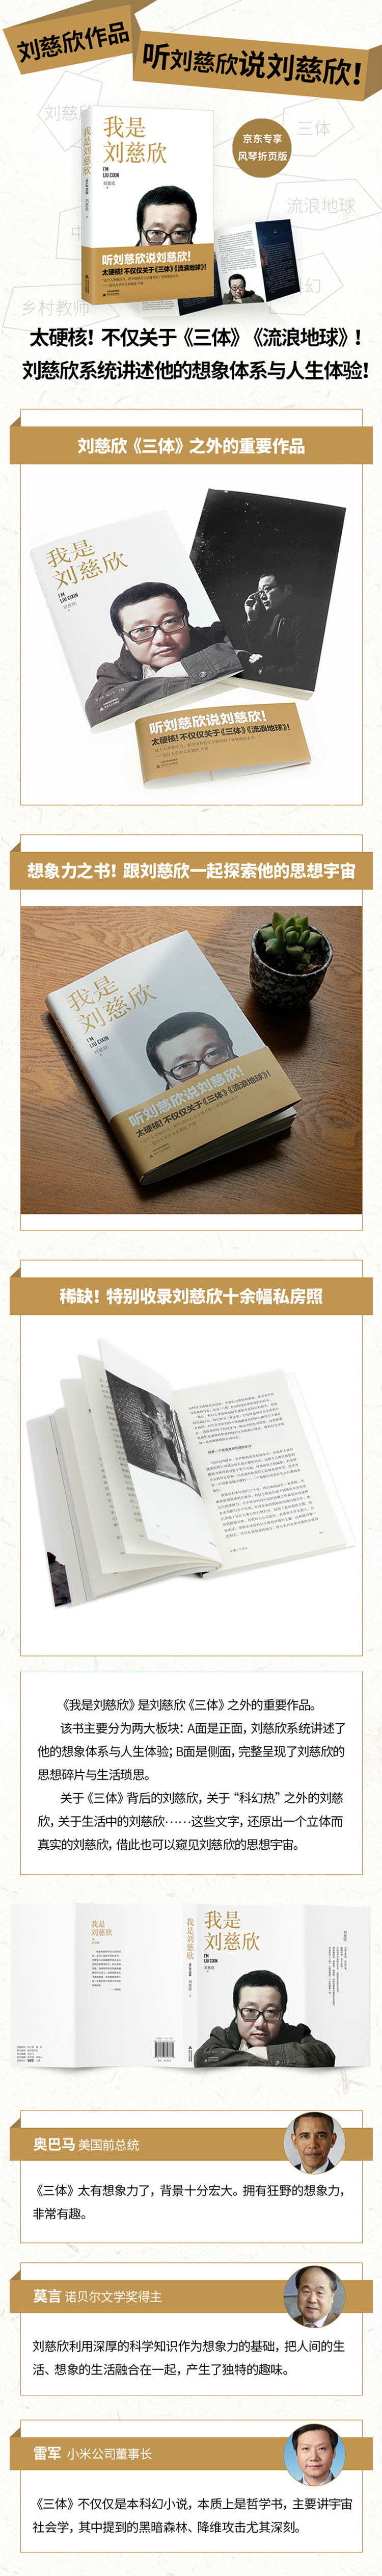 刘慈欣作品
听刘慈欣说刘慈欣!
刘慈欣
三体
流浪地球
乡村教师
幻
京东专享
风琴折页版
我是
刘慈欣
I'M
LIU CIXIN
听刘慈欣说刘慈欣!
太硬核!不仅仅关于《三体》《流浪地球》!
太硬核!不仅关于《三体》《流浪地球》!
刘慈欣系统讲述他的想象体系与人生体验!
刘慈欣《三体》之外的重要作品
我是
刘慈欣
I'M
LIU CIXIN
听刘慈欣说刘慈欣!
太硬核!不仅仅关于《三体》《流浪地球》!
想象力之书!跟刘慈欣一起探索他的思想宇宙
我是
刘慈欣
I'M
LIU CIXIN
听刘慈欣说刘慈欣!
太硬核!不仅仅关于《三体》《流浪地球》!
稀缺!特别收录刘慈欣十余幅私房照
《我是刘慈欣》是刘慈欣《三体》之外的重要作品。
该书主要分为两大板块:A面是正面,刘慈欣系统讲述了
他的想象体系与人生体验;B面是侧面,完整呈现了刘慈欣的
思想碎片与生活琐思。
关于《三体》背后的刘慈欣,关于“科幻热”之外的刘慈
欣,关于生活中的刘慈欣……这些文字,还原出一个立体而
真实的刘慈欣,借此也可以窥见刘慈欣的思想宇宙。
我是
刘慈欣
我是刘慈欣
我是
刘慈欣
I'M
LIU CIXIN
奥巴马 美国前总统
《三体》太有想象力了,背景十分宏大。拥有狂野的想象力,
非常有趣。
莫言 诺贝尔文学奖得主
刘慈欣利用深厚的科学知识作为想象力的基础,把人间的生
活、想象的生活融合在一起,产生了独特的趣味。
雷军 小米公司董事长
《三体》不仅仅是本科幻小说,本质上是哲学书,主要讲宇宙
社会学,其中提到的黑暗森林、降维攻击尤其深刻。